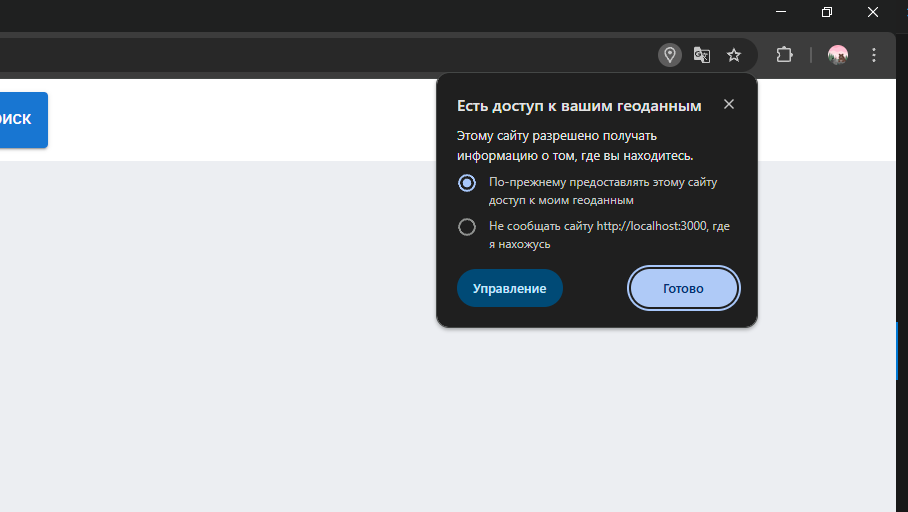 Есть доступ к вашим геоданным
Этому сайту разрешено получать
информацию о том, где вы находитесь.
По-прежнему предоставлять этому сайту
доступ к моим геоданным
Не сообщать сайту http://localhost:3000, где
я нахожусь
Управление
Готово
ИСК